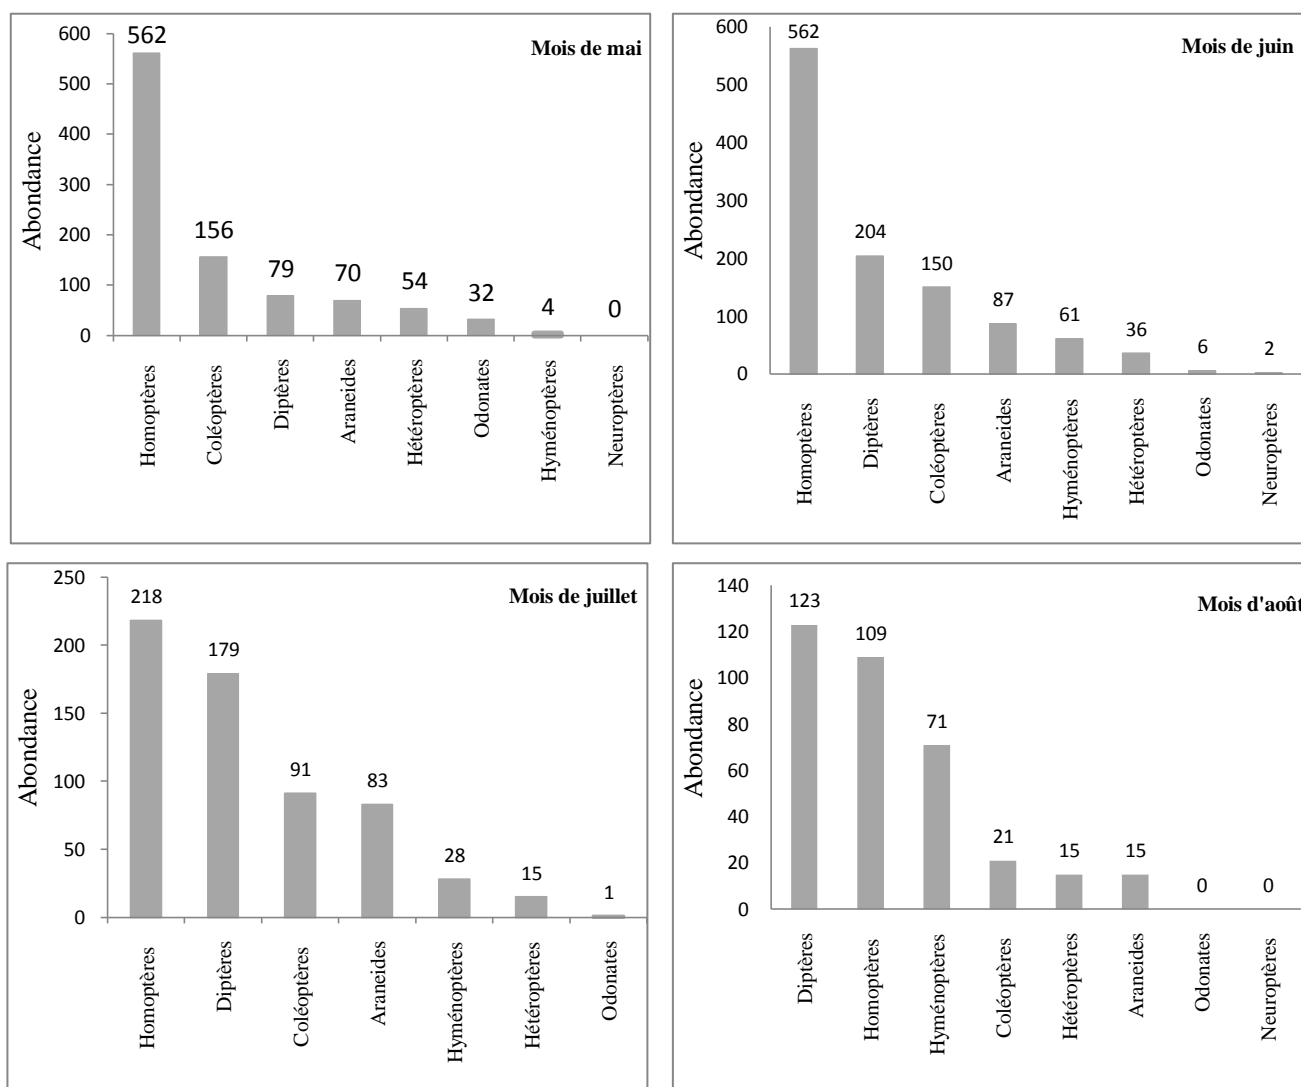 Mois de mai
Abondance
600
500
400
300
200
100
0
562
156
79
70
54
32
4
0
Homoptères
Coléoptères
Diptères
Araneides
Hétéroptères
Odonates
Hyménoptères
Neuroptères
Mois de juin
Abondance
600
500
400
300
200
100
0
562
204
150
87
61
36
6
2
Homoptères
Diptères
Coléoptères
Araneides
Hyménoptères
Hétéroptères
Odonates
Neuroptères
Mois de juillet
Abondance
250
200
150
100
50
0
218
179
91
83
28
15
1
Homoptères
Diptères
Coléoptères
Araneides
Hyménoptères
Hétéroptères
Odonates
Mois d'août
Abondance
140
120
100
80
60
40
20
0
123
109
71
21
15
15
0
0
Diptères
Homoptères
Hyménoptères
Coléoptères
Hétéroptères
Araneides
Odonates
Neuroptères